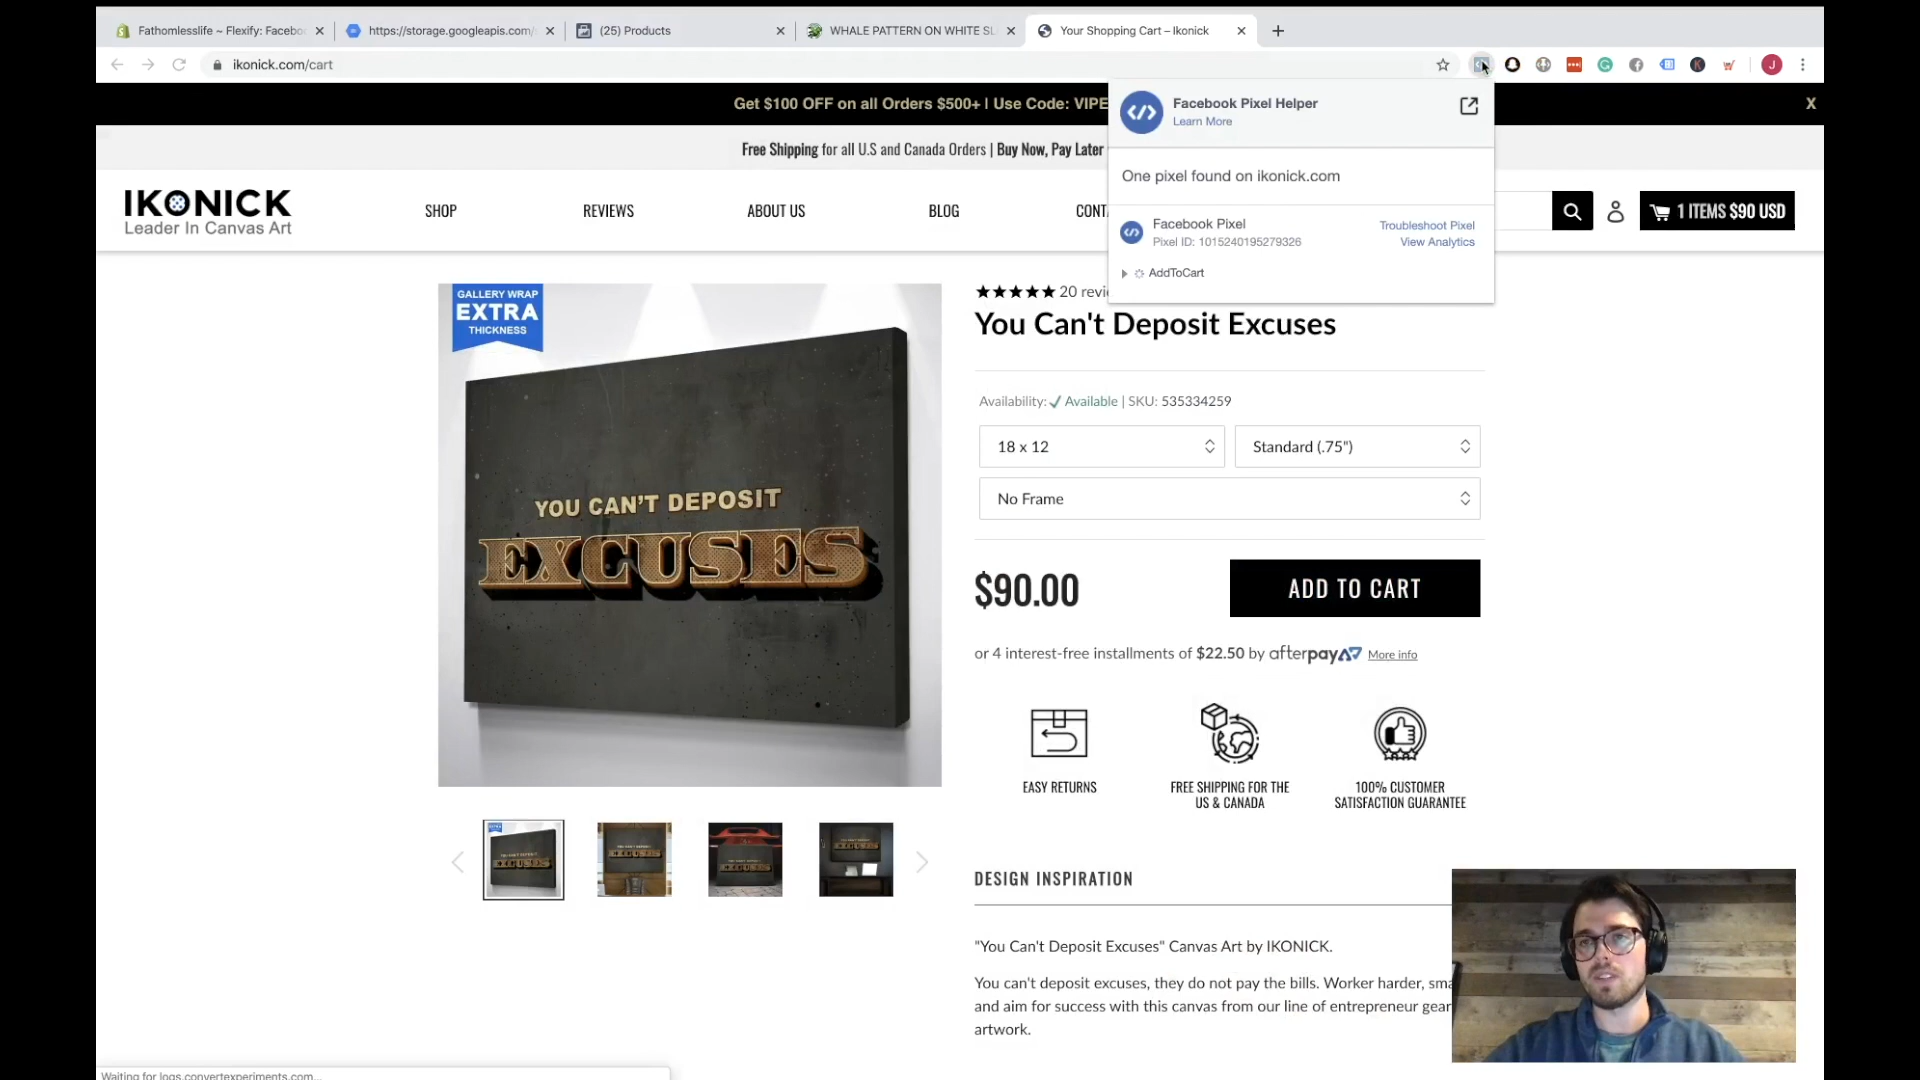 Fathomlesslife ~ Flexify: Facebo
https://storage.googleapis.com/
(25) Products
WHALE PATTERN ON WHITE SL
Your Shopping Cart – Ikonick
ikonick.com/cart
J
Get $100 OFF on all Orders $500+ I Use Code: VIPE
X
Facebook Pixel Helper
Learn More
Free Shipping for all U.S and Canada Orders | Buy Now, Pay Later
One pixel found on ikonick.com
IKONICK
Leader In Canvas Art
SHOP
REVIEWS
ABOUT US
BLOG
CONTA
Facebook Pixel
Pixel ID: 1015240195279326
Troubleshoot Pixel
View Analytics
AddToCart
1 ITEMS $90 USD
GALLERY WRAP
EXTRA
THICKNESS
YOU CAN'T DEPOSIT
EXCUSES
20 revie
You Can't Deposit Excuses
Availability: Available | SKU: 535334259
18 x 12
Standard (.75")
No Frame
$90.00
ADD TO CART
or 4 interest-free installments of $22.50 by afterpay More info
EASY RETURNS
FREE SHIPPING FOR THE
US & CANADA
100% CUSTOMER
SATISFACTION GUARANTEE
DESIGN INSPIRATION
"You Can't Deposit Excuses" Canvas Art by IKONICK.
You can't deposit excuses, they do not pay the bills. Worker harder, sma
and aim for success with this canvas from our line of entrepreneur gear
artwork.
Waiting for logs.convertexperiments.com...